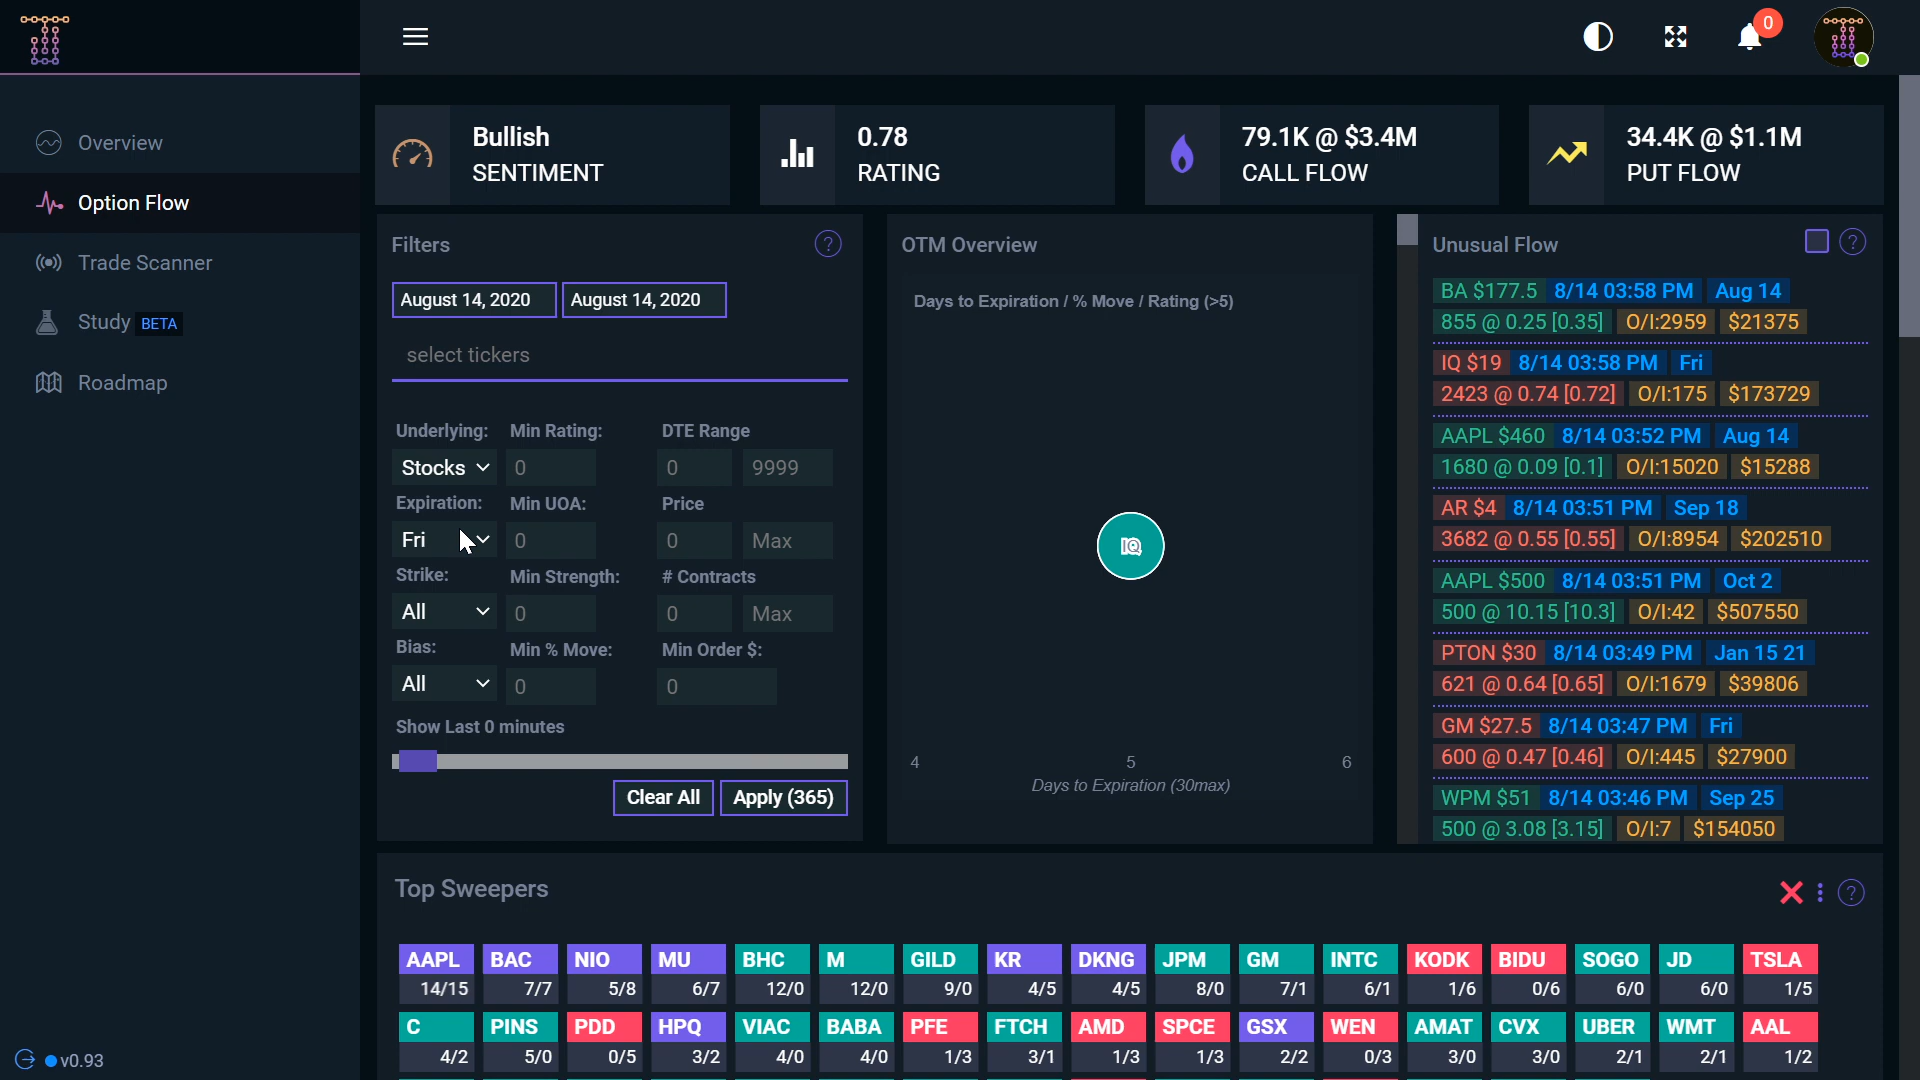 0
Overview
Option Flow
Trade Scanner
Study BETA
Roadmap
v0.93
Bullish
SENTIMENT
0.78
RATING
79.1K @ $3.4M
CALL FLOW
34.4K @ $1.1M
PUT FLOW
Filters
?
August 14, 2020 August 14, 2020
select tickers
Underlying: Min Rating: DTE Range
Stocks 0 0 9999
Expiration: Min UOA: Price
Fri 0 0 Max
Strike: Min Strength: # Contracts
All 0 0 Max
Bias: Min % Move: Min Order $:
All 0 0
Show Last 0 minutes
Clear All Apply (365)
OTM Overview
Days to Expiration / % Move / Rating (>5)
IQ
4 5 6
Days to Expiration (30max)
Unusual Flow
?
BA $177.5 8/14 03:58 PM Aug 14
855 @ 0.25 [0.35] O/I:2959 $21375
IQ $19 8/14 03:58 PM Fri
2423 @ 0.74 [0.72] O/I:175 $173729
AAPL $460 8/14 03:52 PM Aug 14
1680 @ 0.09 [0.1] O/I:15020 $15288
AR $4 8/14 03:51 PM Sep 18
3682 @ 0.55 [0.55] O/I:8954 $202510
AAPL $500 8/14 03:51 PM Oct 2
500 @ 10.15 [10.3] O/I:42 $507550
PTON $30 8/14 03:49 PM Jan 15 21
621 @ 0.64 [0.65] O/I:1679 $39806
GM $27.5 8/14 03:47 PM Fri
600 @ 0.47 [0.46] O/I:445 $27900
WPM $51 8/14 03:46 PM Sep 25
500 @ 3.08 [3.15] O/I:7 $154050
Top Sweepers
?
AAPL BAC NIO MU BHC M GILD KR DKNG JPM GM INTC KODK BIDU SOGO JD TSLA
14/15 7/7 5/8 6/7 12/0 12/0 9/0 4/5 4/5 8/0 7/1 6/1 1/6 0/6 6/0 6/0 1/5
C PINS PDD HPQ VIAC BABA PFE FTCH AMD SPCE GSX WEN AMAT CVX UBER WMT AAL
4/2 5/0 0/5 3/2 4/0 4/0 1/3 3/1 1/3 1/3 2/2 0/3 3/0 3/0 2/1 2/1 1/2